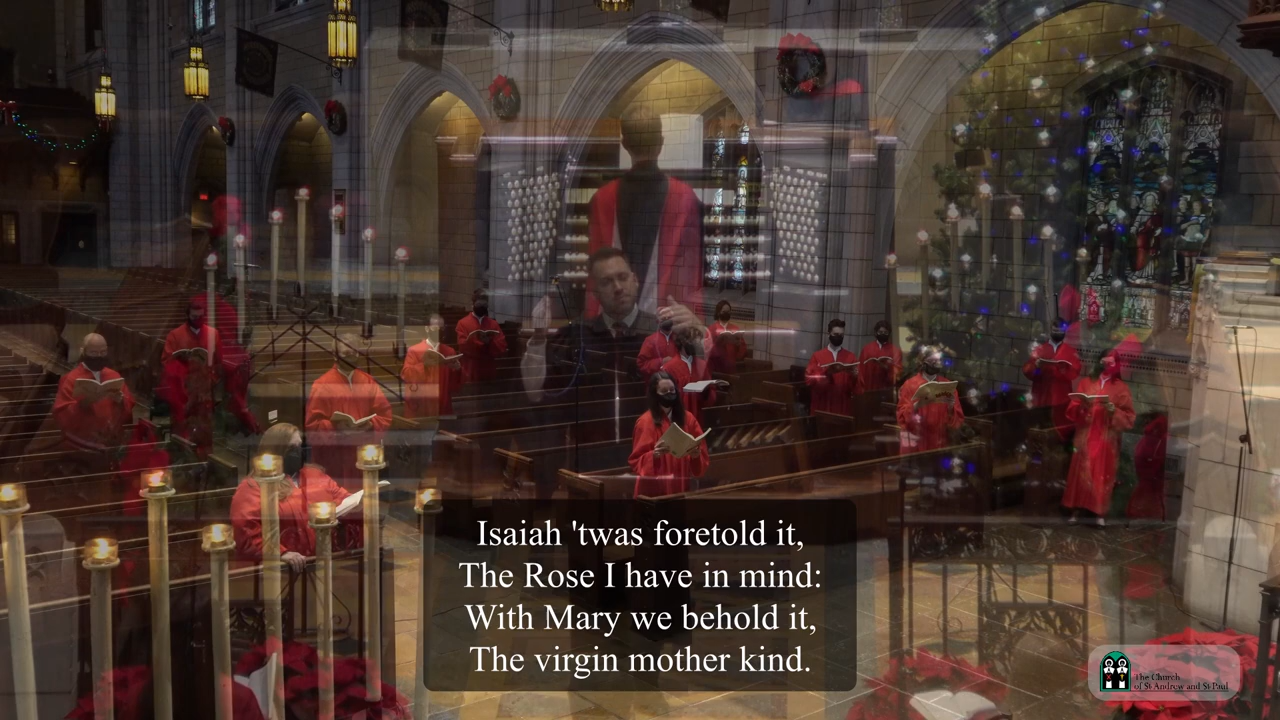 Isaiah 'twas foretold it,
The Rose I have in mind:
With Mary we behold it,
The virgin mother kind.
The Church
of St Andrew and St Paul